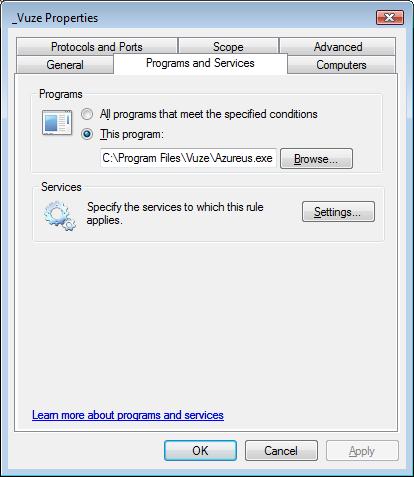 _Vuze Properties
Protocols and Ports Scope Advanced
General Programs and Services Computers
Programs
All programs that meet the specified conditions
This program:
C:\Program Files\Vuze\Azureus.exe Browse...
Services
Specify the services to which this rule
applies.
Settings...
Learn more about programs and services
OK Cancel Apply